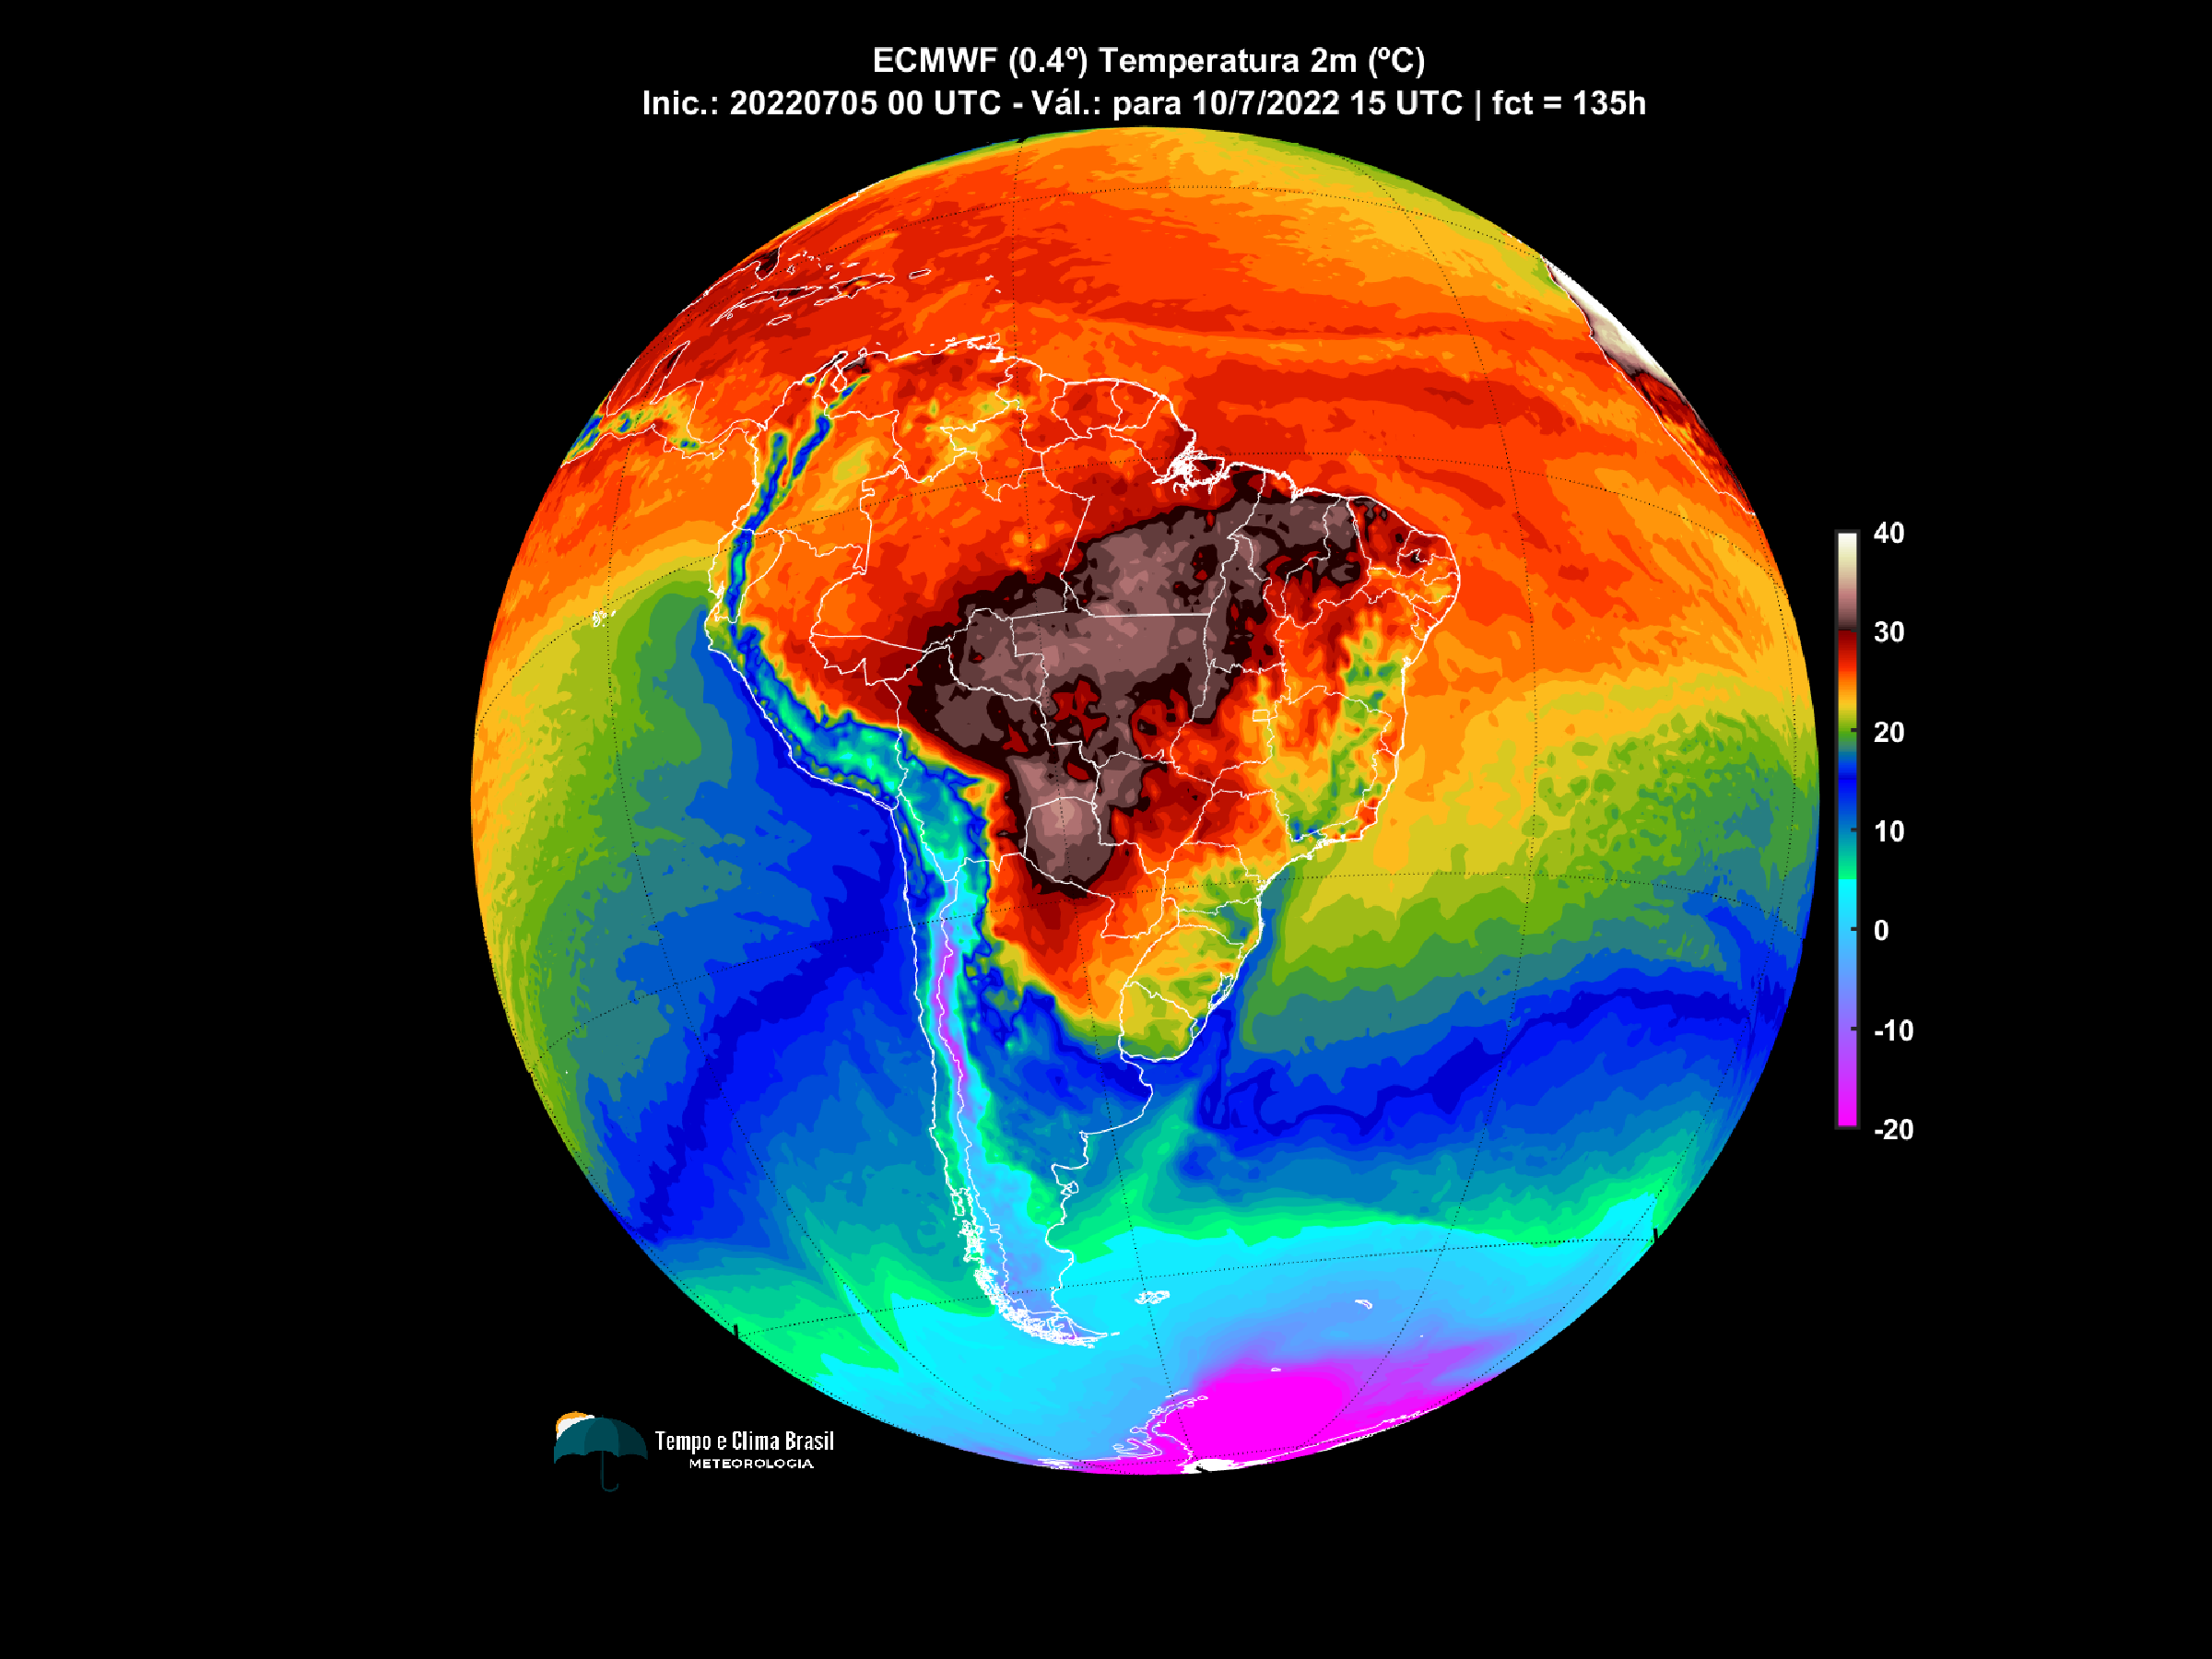 ECMWF (0.4º) Temperatura 2m (ºC)
Inic.: 20220705 00 UTC - Vál.: para 10/7/2022 15 UTC | fct = 135h
40
30
20
10
0
-10
-20
Tempo e Clima Brasil
METEOROLOGIA